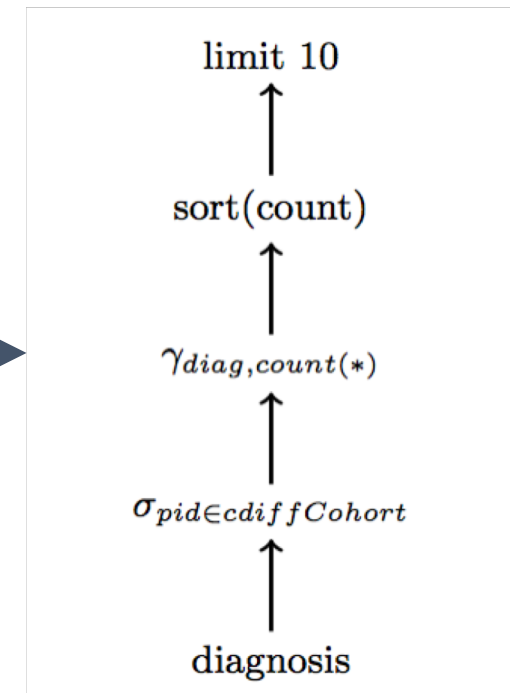 limit 10
sort(count)
γdiag,count(*)
σpid∈cdiffCohort
diagnosis